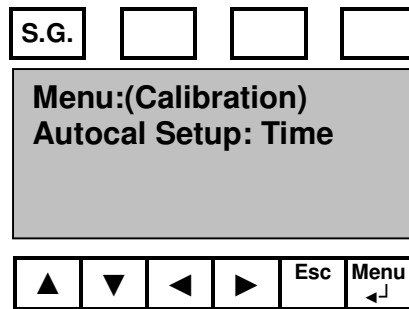 S.G.
Menu:(Calibration)
Autocal Setup: Time
▲ ▼ ◄ ► Esc Menu
↵